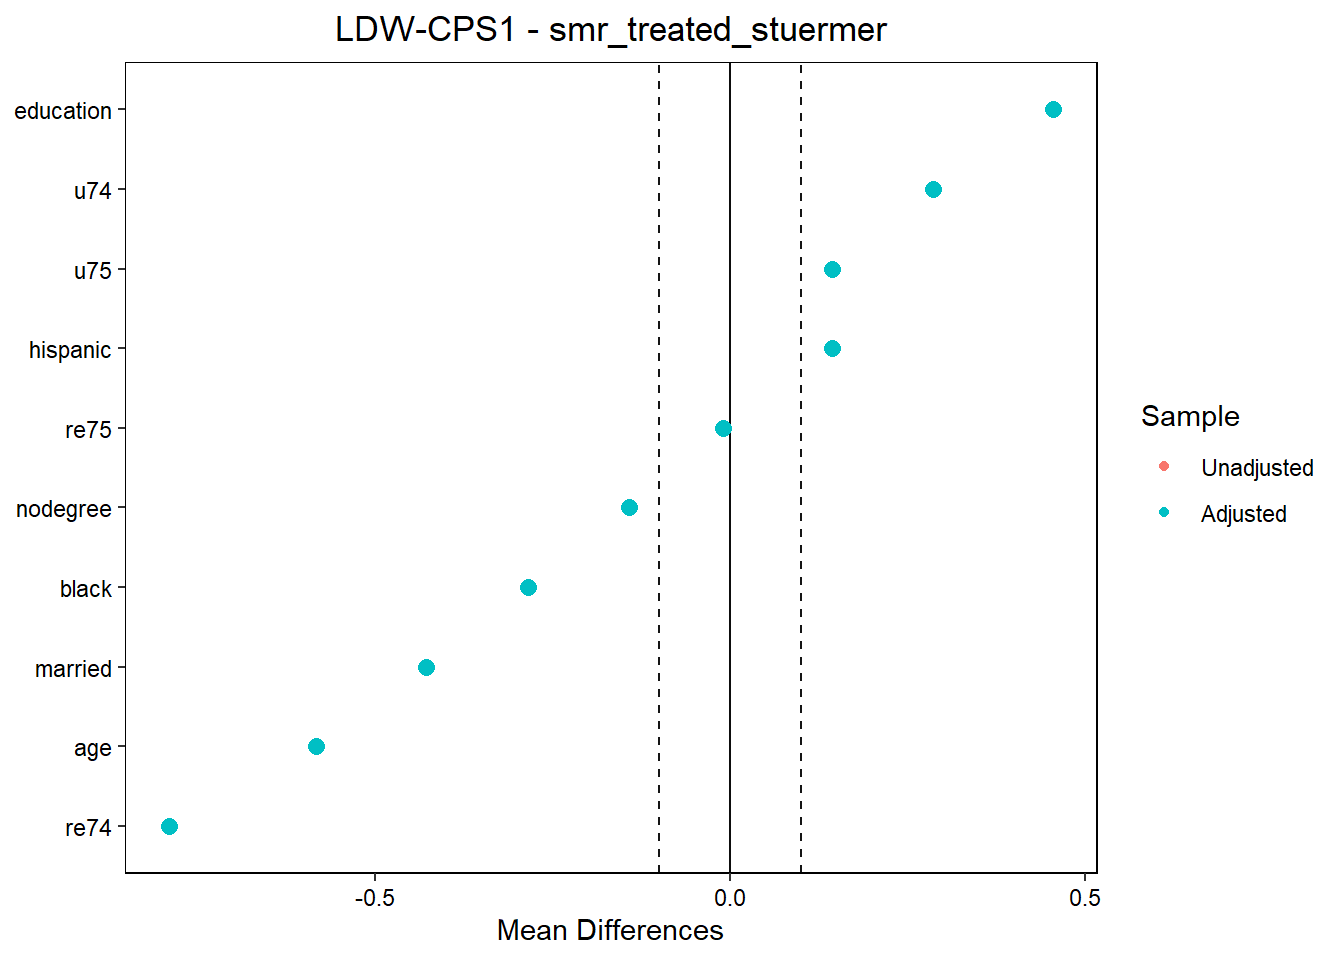 LDW-CPS1 - smr_treated_stuermer
education
u74
u75
hispanic
re75
nodegree
black
married
age
re74
-0.5
0.0
0.5
Mean Differences
Sample
Unadjusted
Adjusted